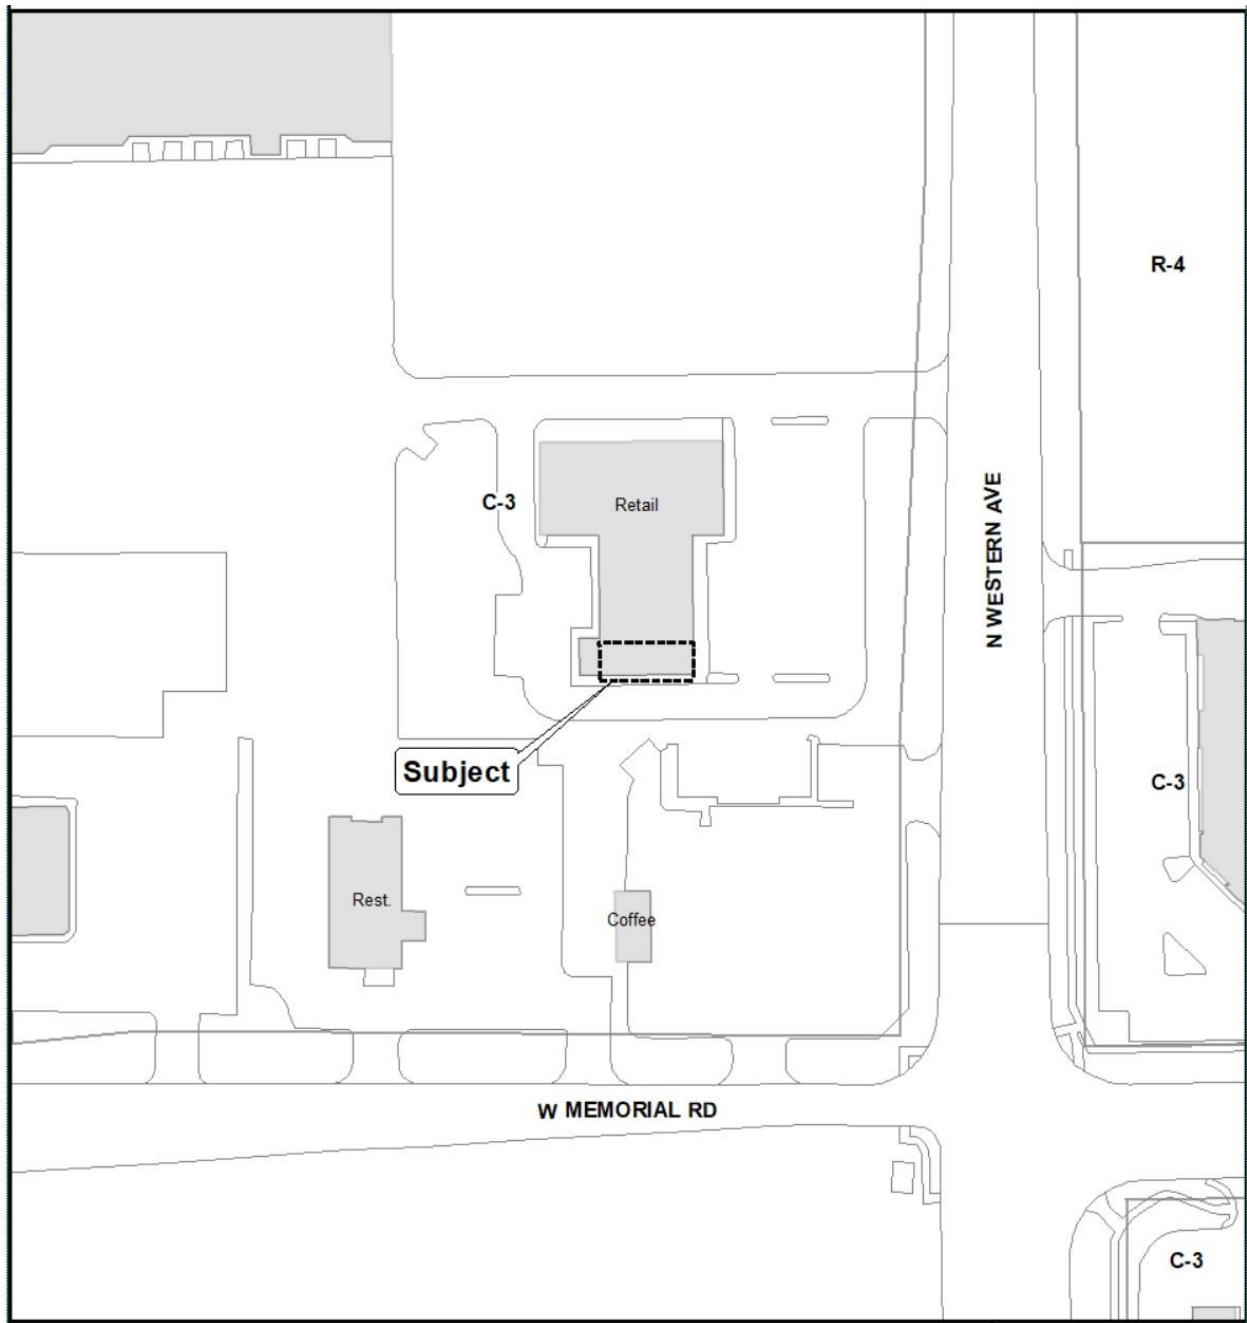 R-4
C-3
Retail
N WESTERN AVE
Subject
C-3
Rest.
Coffee
W MEMORIAL RD
C-3